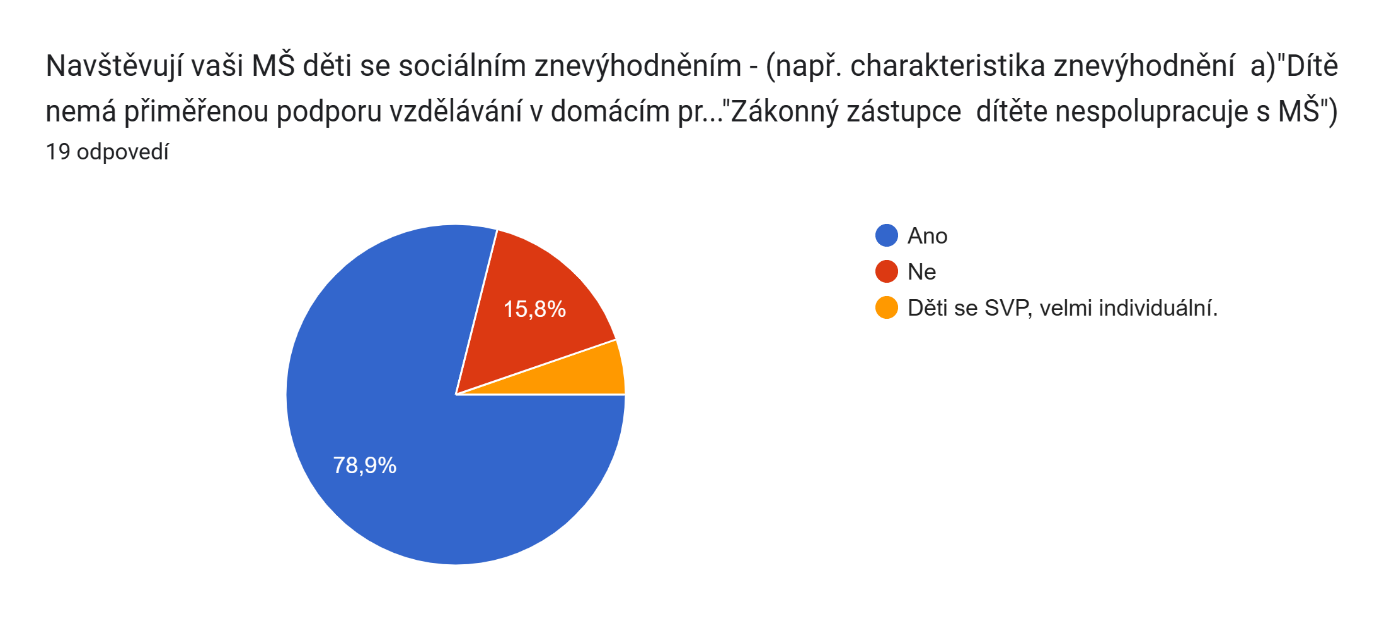 Navštěvují vaši MŠ děti se sociálním znevýhodněním - (např. charakteristika znevýhodnění  a)"Dítě
nemá přiměřenou podporu vzdělávání v domácím pr..."Zákonný zástupce  dítěte nespolupracuje s MŠ")
19 odpovedí
Ano
Ne
Děti se SVP, velmi individuální.
15,8%
78,9%